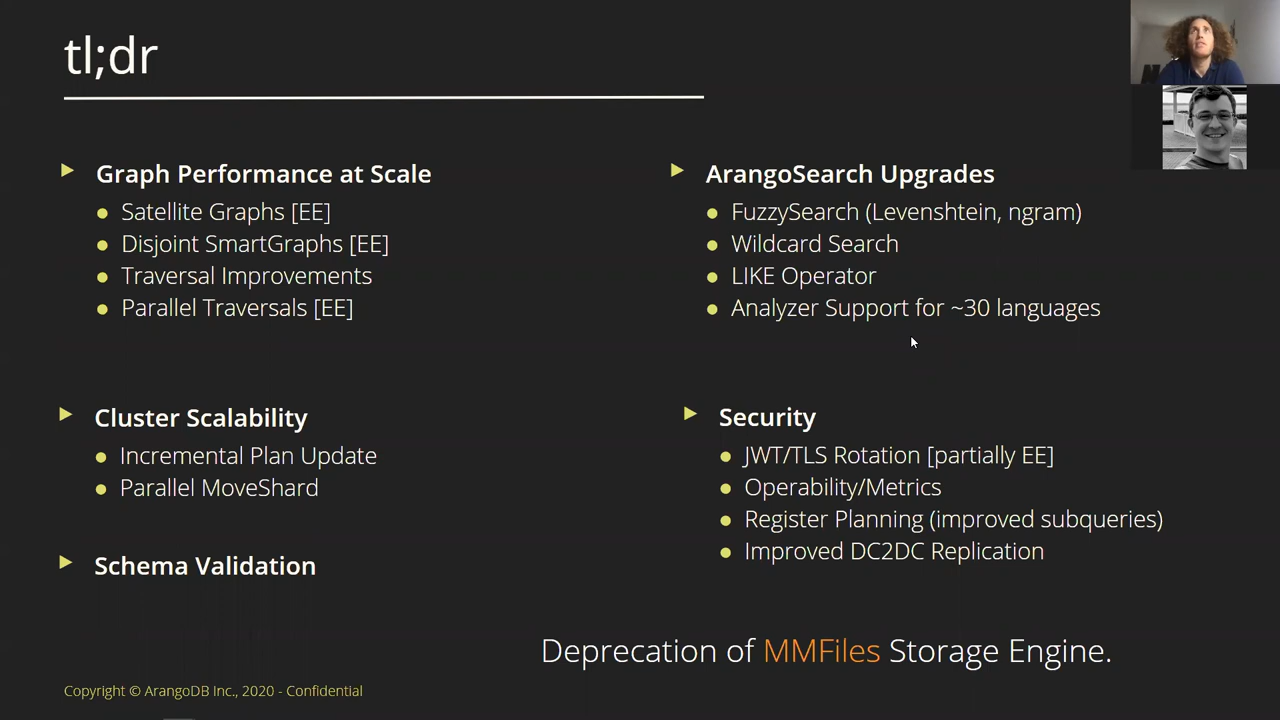 tl;dr
Graph Performance at Scale
Satellite Graphs [EE]
Disjoint SmartGraphs [EE]
Traversal Improvements
Parallel Traversals [EE]
ArangoSearch Upgrades
FuzzySearch (Levenshtein, ngram)
Wildcard Search
LIKE Operator
Analyzer Support for ~30 languages
Cluster Scalability
Incremental Plan Update
Parallel MoveShard
Schema Validation
Security
JWT/TLS Rotation [partially EE]
Operability/Metrics
Register Planning (improved subqueries)
Improved DC2DC Replication
Deprecation of MMFiles Storage Engine.
Copyright © ArangoDB Inc., 2020 - Confidential